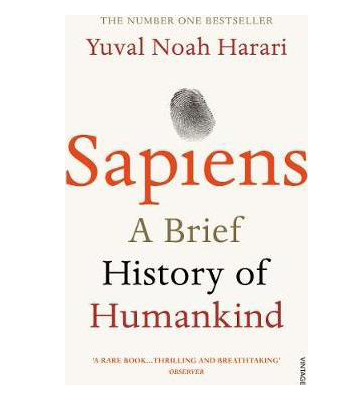 THE NUMBER ONE BESTSELLER
Yuval Noah Harari
Sapiens
A Brief
History of
Humankind
'A RARE BOOK...THRILLING AND BREATHTAKING'
OBSERVER
VINTAGE